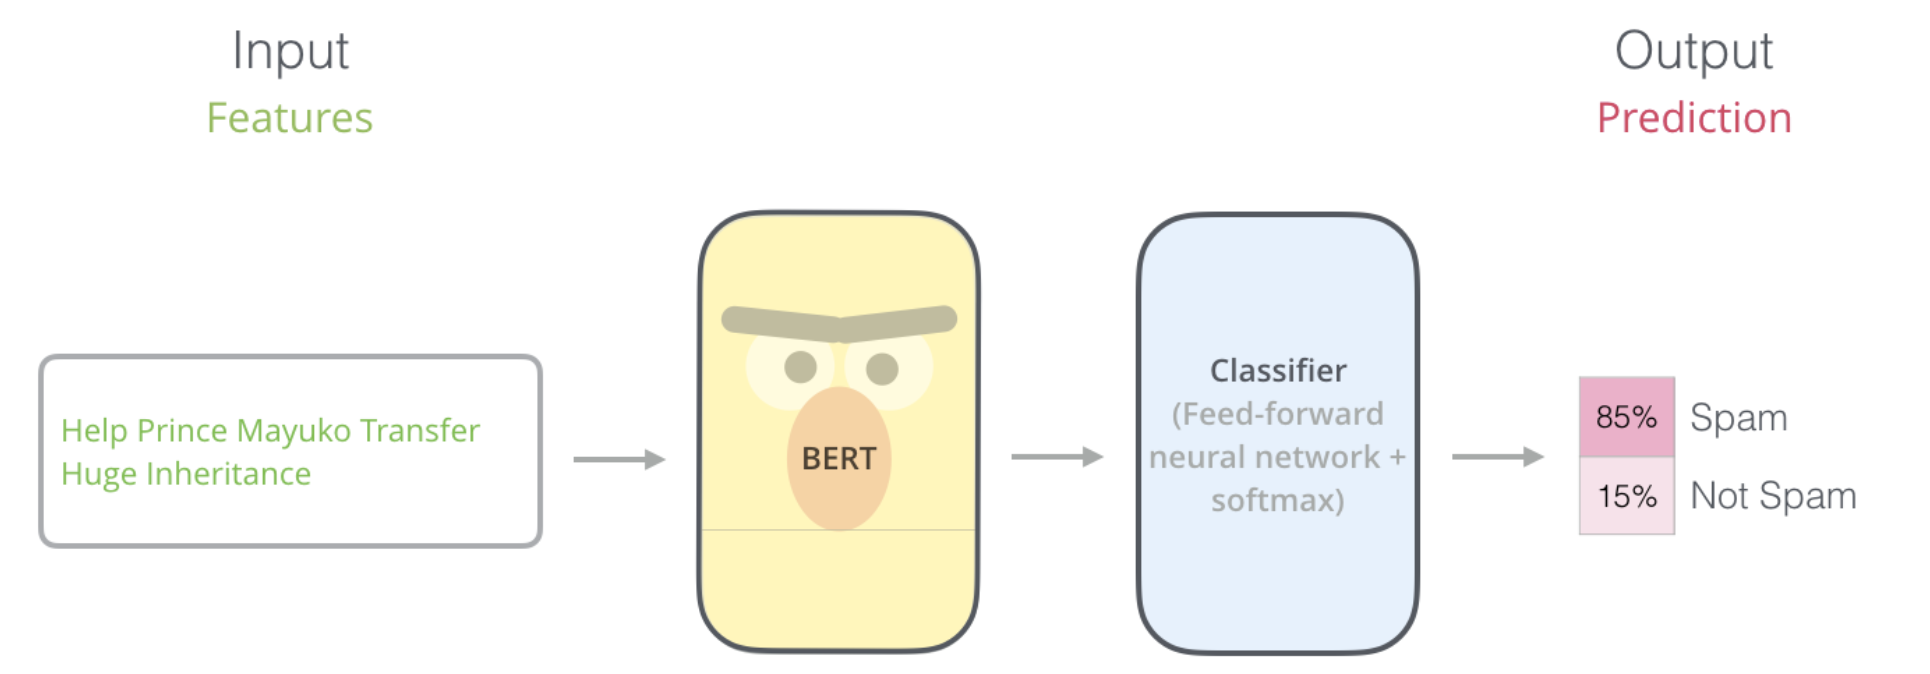 Input
Features
Output
Prediction
Help Prince Mayuko Transfer
Huge Inheritance
BERT
Classifier
(Feed-forward
neural network +
softmax)
85% Spam
15% Not Spam